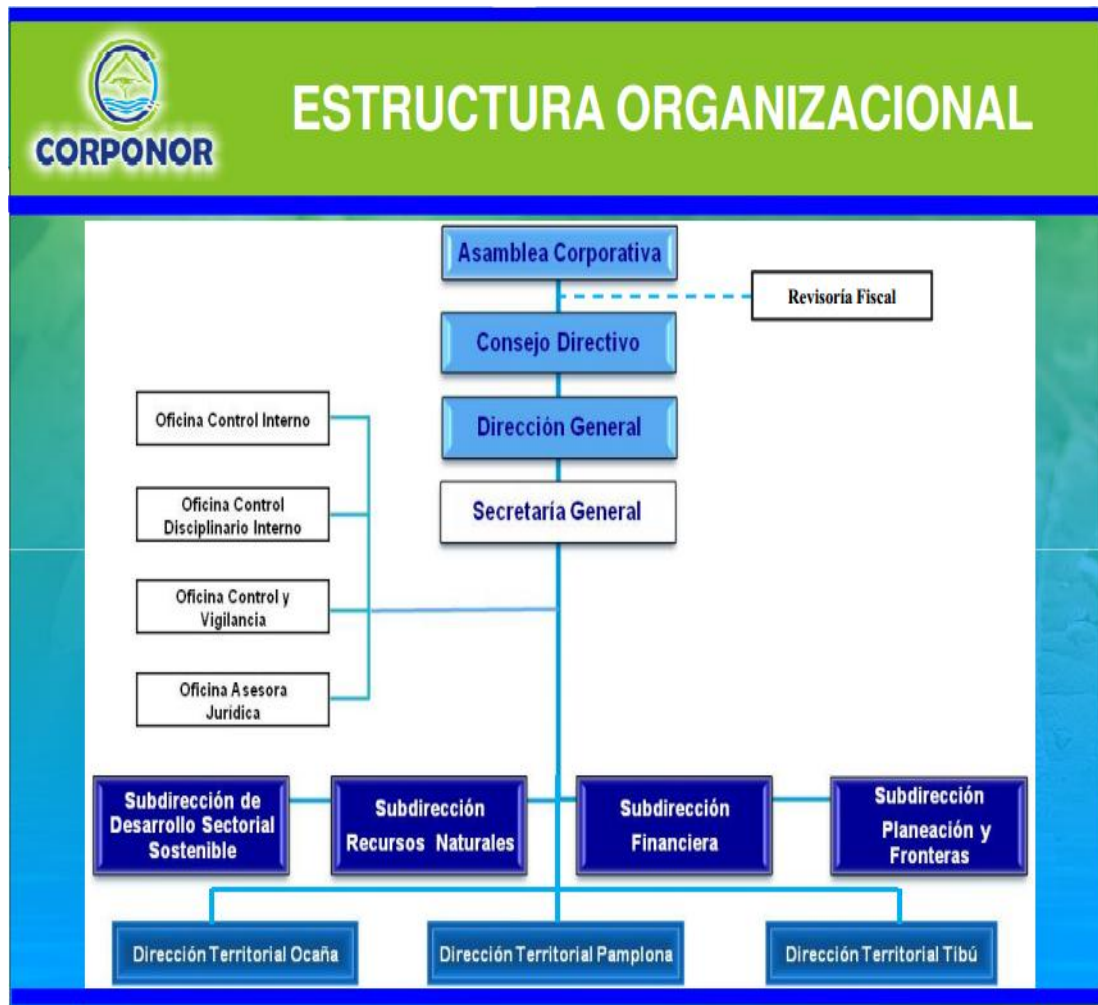 CORPONOR
ESTRUCTURA ORGANIZACIONAL
Asamblea Corporativa
Revisoría Fiscal
Consejo Directivo
Dirección General
Secretaría General
Oficina Control Interno
Oficina Control
Disciplinario Interno
Oficina Control y
Vigilancia
Oficina Asesora
Jurídica
Subdirección de
Desarrollo Sectorial
Sostenible
Subdirección
Recursos Naturales
Subdirección
Financiera
Subdirección
Planeación y
Fronteras
Dirección Territorial Ocaña
Dirección Territorial Pamplona
Dirección Territorial Tibú